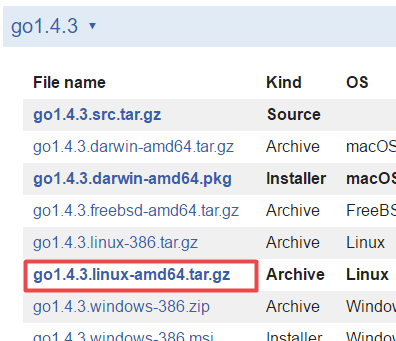 go1.4.3 ▾
File name Kind OS
go1.4.3.src.tar.gz Source
go1.4.3.darwin-amd64.tar.gz Archive macOS
go1.4.3.darwin-amd64.pkg Installer macOS
go1.4.3.freebsd-amd64.tar.gz Archive FreeBS
go1.4.3.linux-386.tar.gz Archive Linux
go1.4.3.linux-amd64.tar.gz Archive Linux
go1.4.3.windows-386.zip Archive Window
go1.4.3.windows-386.msi Installer Window